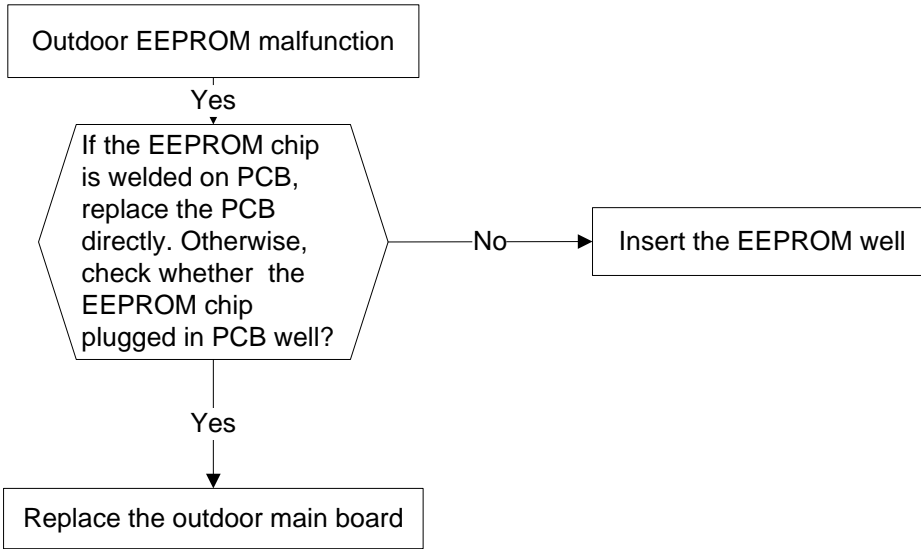 Outdoor EEPROM malfunction
Yes
If the EEPROM chip
is welded on PCB,
replace the PCB
directly. Otherwise,
check whether the
EEPROM chip
plugged in PCB well?
No
Insert the EEPROM well
Yes
Replace the outdoor main board